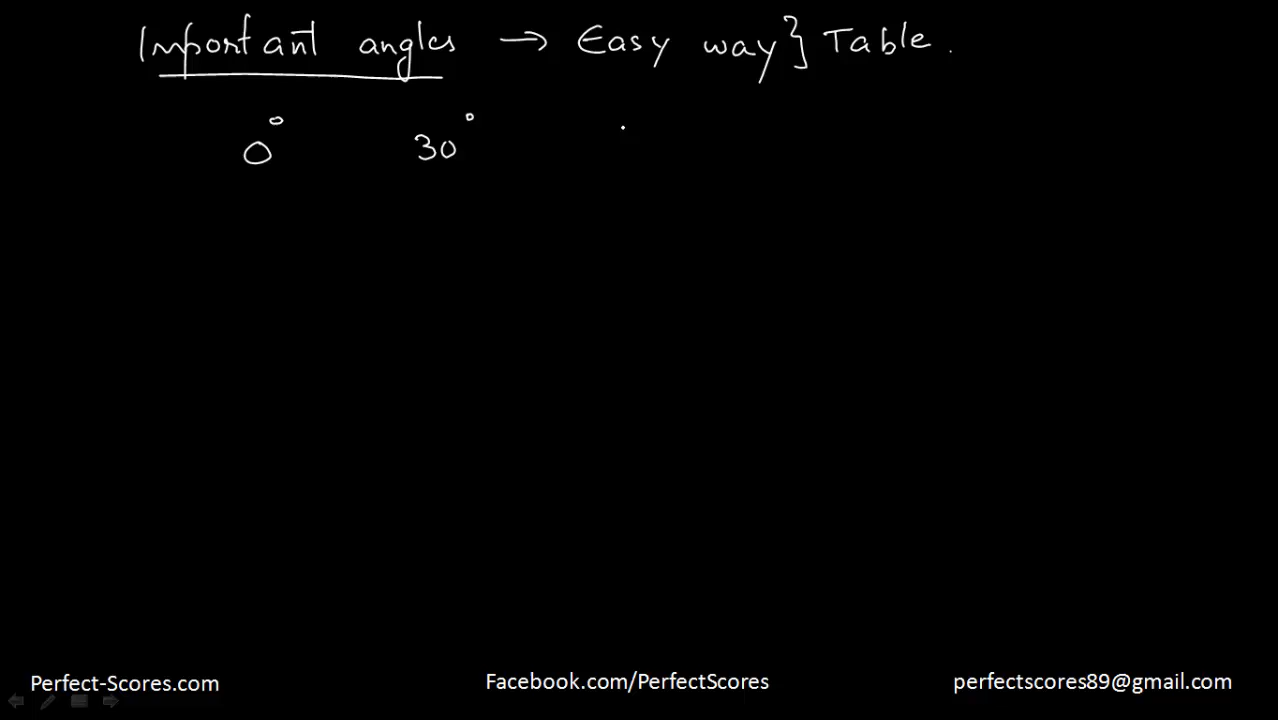 Important angles → Easy way} Table.
0° 30°
Perfect-Scores.com Facebook.com/PerfectScores perfectscores89@gmail.com